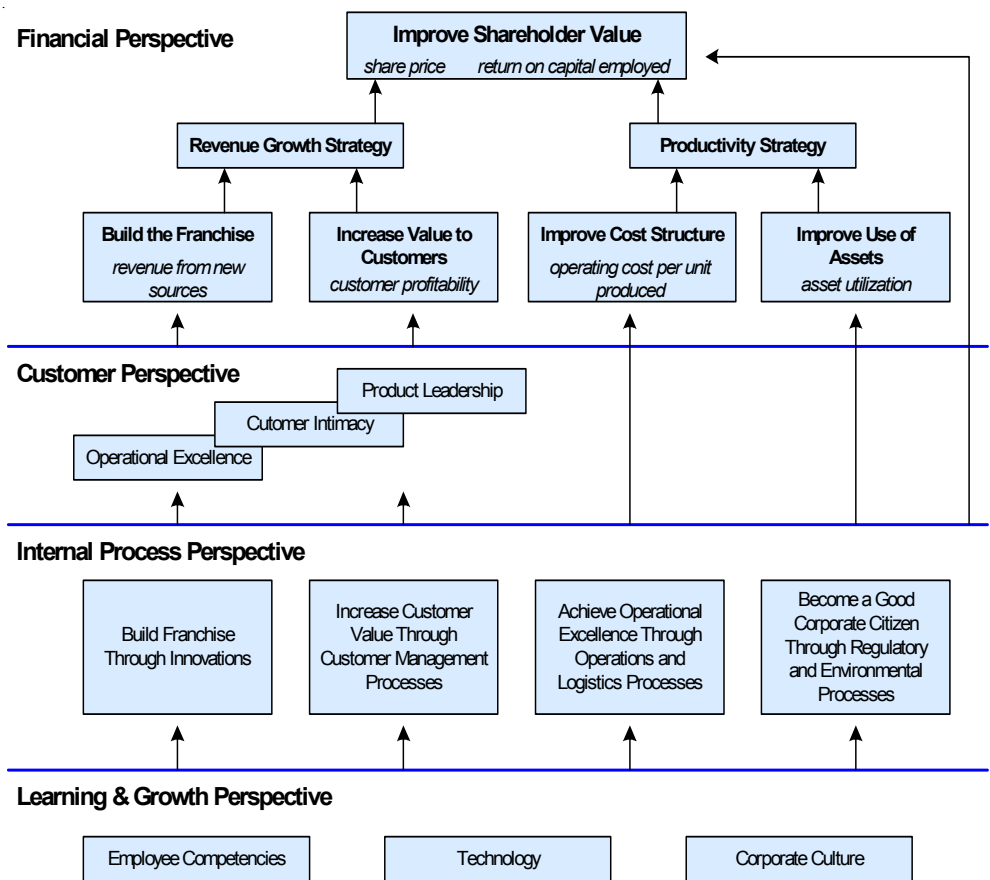 Financial Perspective
Improve Shareholder Value
share price return on capital employed
Revenue Growth Strategy
Productivity Strategy
Build the Franchise
revenue from new
sources
Increase Value to
Customers
customer profitability
Improve Cost Structure
operating cost per unit
produced
Improve Use of
Assets
asset utilization
Customer Perspective
Product Leadership
Cutomer Intimacy
Operational Excellence
Internal Process Perspective
Build Franchise
Through Innovations
Increase Customer
Value Through
Customer Management
Processes
Achieve Operational
Excellence Through
Operations and
Logistics Processes
Become a Good
Corporate Citizen
Through Regulatory
and Environmental
Processes
Learning & Growth Perspective
Employee Competencies
Technology
Corporate Culture